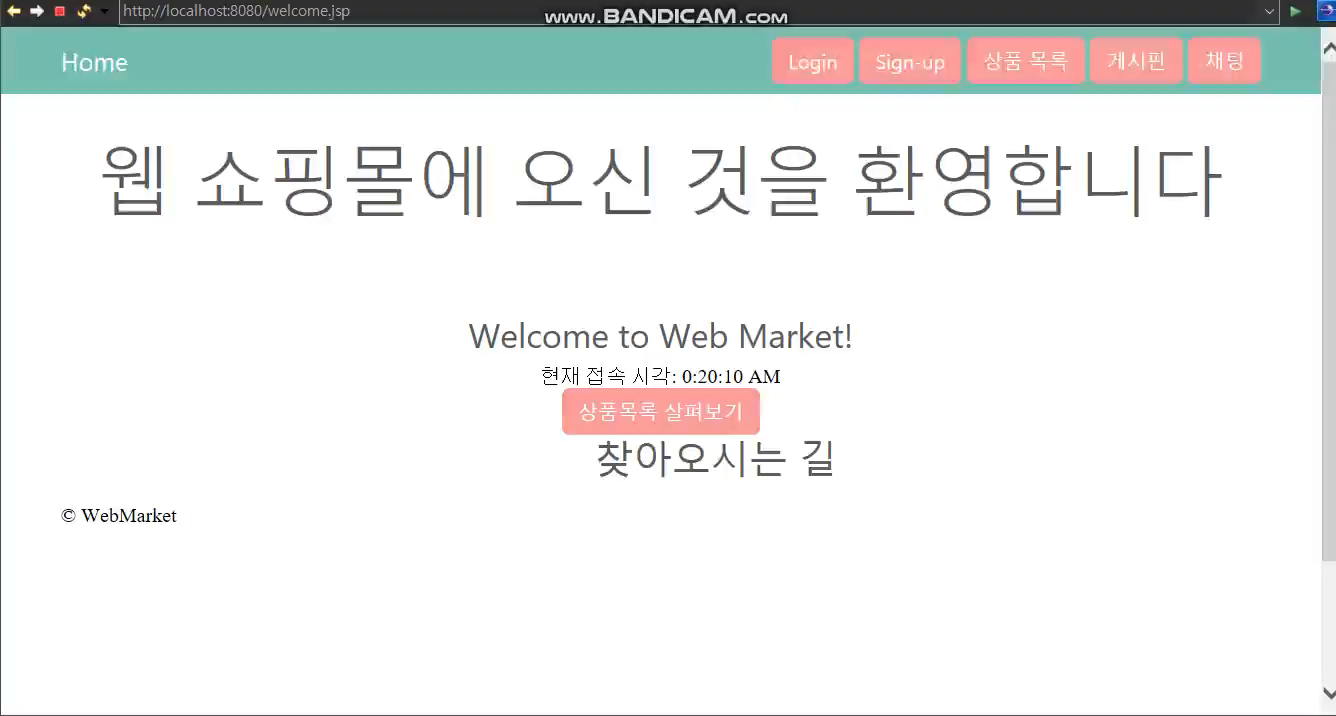 http://localhost:8080/welcome.jsp
www.BANDICAM.com
Home
Login
Sign-up
상품 목록
게시핀
채팅
웹 쇼핑몰에 오신 것을 환영합니다
Welcome to Web Market!
현재 접속 시각: 0:20:10 AM
상품목록 살펴보기
찾아오시는 길
© WebMarket